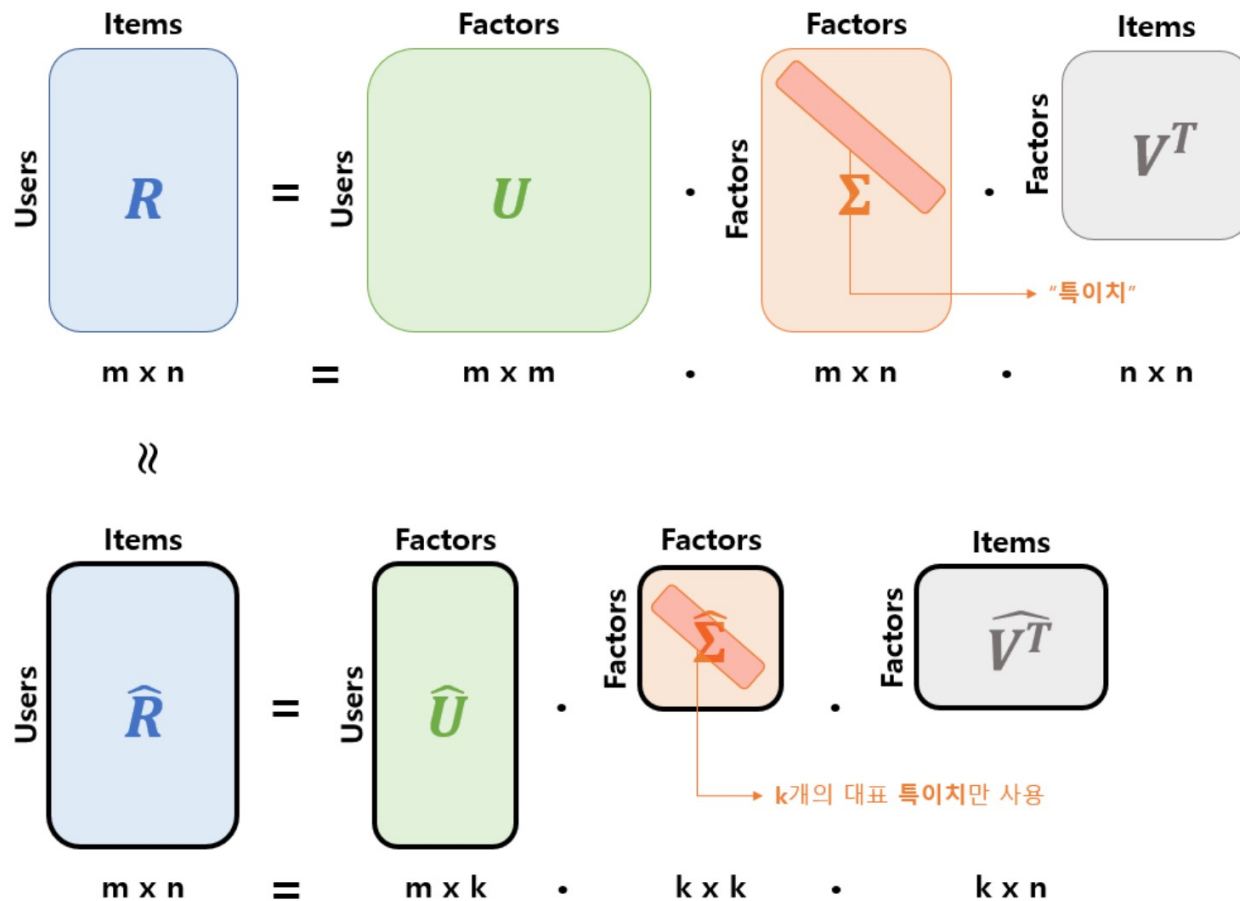 Items
Factors
Factors
Items
Users
R
=
Users
U
·
Factors
Σ
·
Factors
V^T
"특이치"
m x n = m x m · m x n · n x n
≈
Items
Factors
Factors
Items
Users
R̂
=
Users
Û
·
Factors
Σ̂
·
Factors
V̂^T
k개의 대표 특이치만 사용
m x n = m x k · k x k · k x n